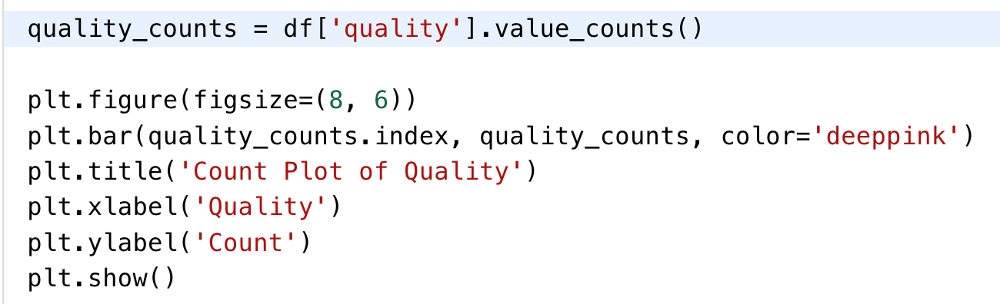 quality_counts = df['quality'].value_counts()
plt.figure(figsize=(8, 6))
plt.bar(quality_counts.index, quality_counts, color='deeppink')
plt.title('Count Plot of Quality')
plt.xlabel('Quality')
plt.ylabel('Count')
plt.show()